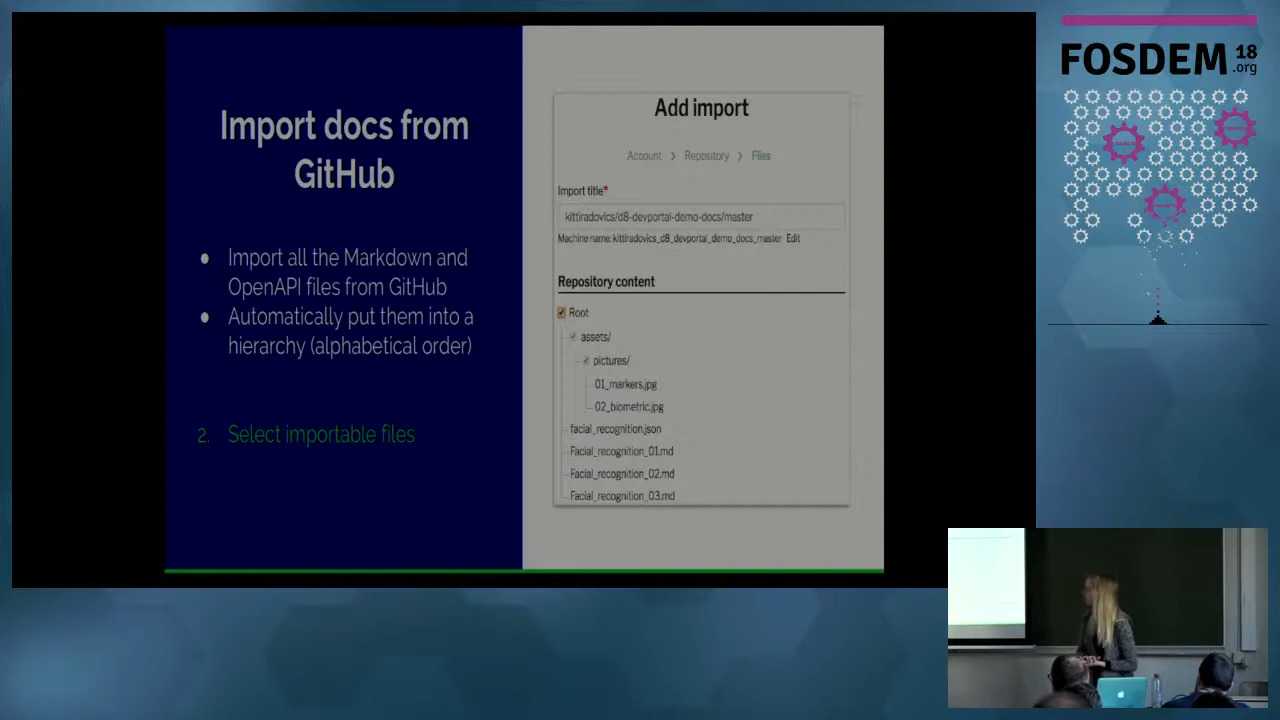 FOSDEM 18
.org
Import docs from
GitHub
● Import all the Markdown and
OpenAPI files from GitHub
● Automatically put them into a
hierarchy (alphabetical order)
2. Select importable files
Add import
Account > Repository > Files
Import title*
kittiradovics/d8-devportal-demo-docs/master
Machine name: kittiradovics_d8_devportal_demo_docs_master Edit
Repository content
Root
assets/
pictures/
01_markers.jpg
02_biometric.jpg
facial_recognition.json
Facial_recognition_01.md
Facial_recognition_02.md
Facial_recognition_03.md